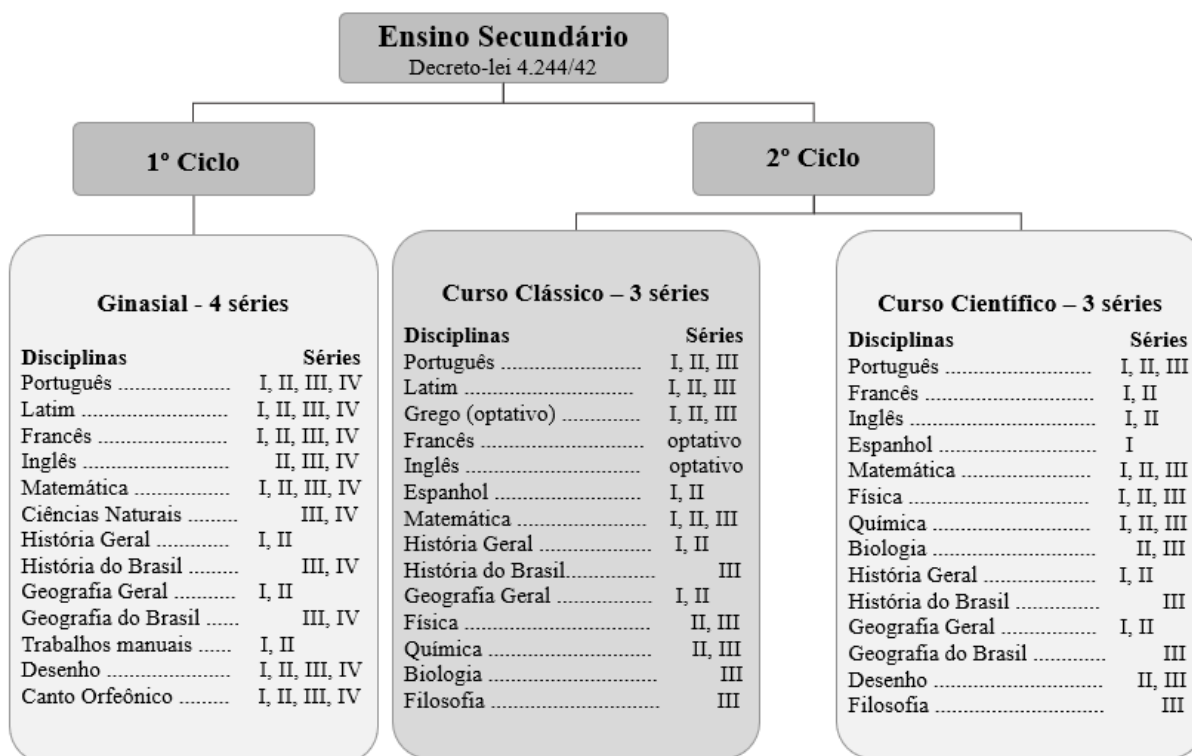 Ensino Secundário
Decreto-lei 4.244/42
1º Ciclo
2º Ciclo
Ginasial - 4 séries
Disciplinas Séries
Português ..................... I, II, III, IV
Latim ........................... I, II, III, IV
Francês ........................ I, II, III, IV
Inglês ........................... II, III, IV
Matemática ................. I, II, III, IV
Ciências Naturais ......... III, IV
História Geral ............. I, II
História do Brasil ........ III, IV
Geografia Geral ........... I, II
Geografia do Brasil ...... III, IV
Trabalhos manuais ...... I, II
Desenho ...................... I, II, III, IV
Canto Orfeônico ......... I, II, III, IV
Curso Clássico – 3 séries
Disciplinas Séries
Português .......................... I, II, III
Latim ................................. I, II, III
Grego (optativo) ................ I, II, III
Francês .............................. optativo
Inglês ................................. optativo
Espanhol ............................ I, II
Matemática ........................ I, II, III
História Geral .................... I, II
História do Brasil................ III
Geografia Geral ................. I, II
Física ................................. II, III
Química ............................. II, III
Biologia ............................. III
Filosofia ............................. III
Curso Científico – 3 séries
Disciplinas Séries
Português ........................... I, II, III
Francês ............................... I, II
Inglês .................................. I, II
Espanhol ............................. I
Matemática ......................... I, II, III
Física .................................. I, II, III
Química .............................. I, II, III
Biologia .............................. II, III
História Geral ..................... I, II
História do Brasil ................ III
Geografia Geral .................. I, II
Geografia do Brasil ............. III
Desenho .............................. II, III
Filosofia .............................. III